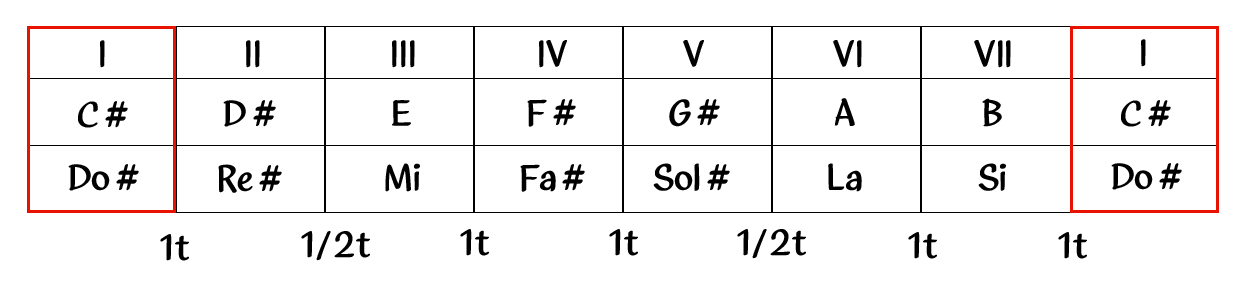 I II III IV V VI VII I
C# D# E F# G# A B C#
Do# Re# Mi Fa# Sol# La Si Do#
1t 1/2t 1t 1t 1/2t 1t 1t